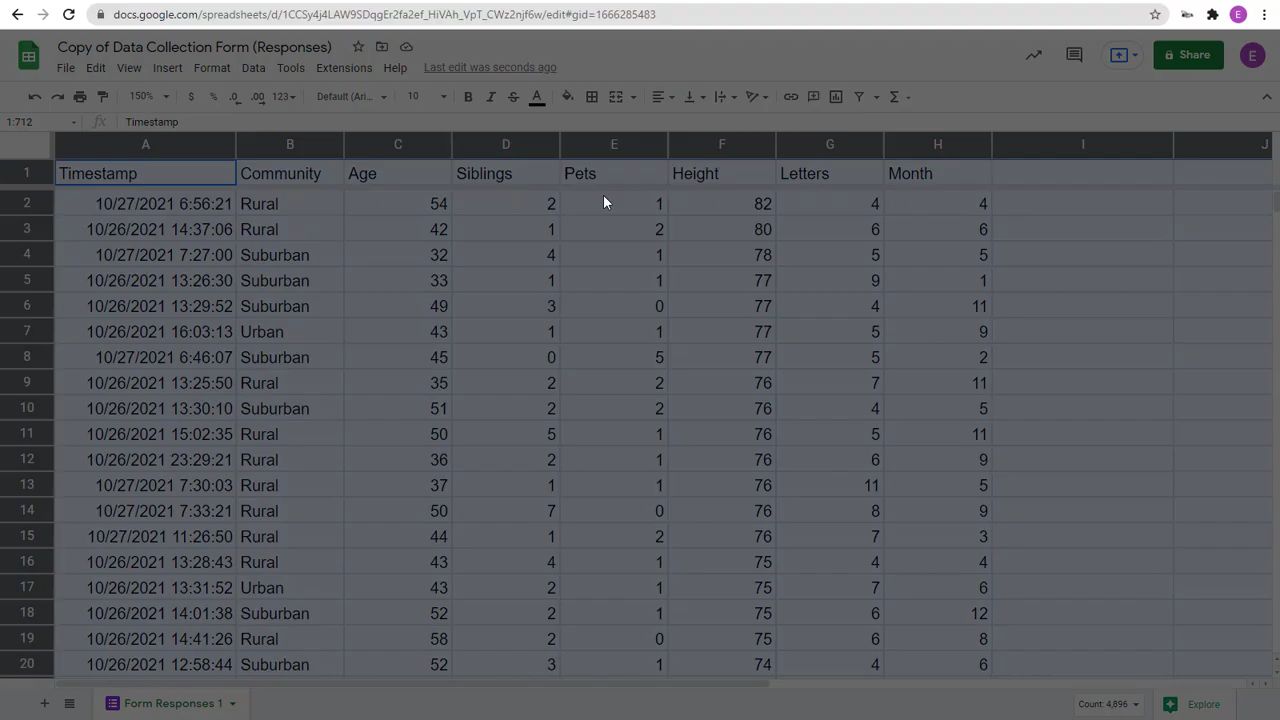 docs.google.com/spreadsheets/d/1CCSy4j4LAW9SDqgEr2fa2ef_HiVAh_VpT_CWz2njf6w/edit#gid=1666285483
E
Copy of Data Collection Form (Responses)
File Edit View Insert Format Data Tools Extensions Help Last edit was seconds ago
Share
E
150% $ % .0 .00 123 Default (Ari... 10 B I S A Σ
1:712 fx Timestamp
A B C D E F G H I J
1 Timestamp Community Age Siblings Pets Height Letters Month
2 10/27/2021 6:56:21 Rural 54 2 1 82 4 4
3 10/26/2021 14:37:06 Rural 42 1 2 80 6 6
4 10/27/2021 7:27:00 Suburban 32 4 1 78 5 5
5 10/26/2021 13:26:30 Suburban 33 1 1 77 9 1
6 10/26/2021 13:29:52 Suburban 49 3 0 77 4 11
7 10/26/2021 16:03:13 Urban 43 1 1 77 5 9
8 10/27/2021 6:46:07 Suburban 45 0 5 77 5 2
9 10/26/2021 13:25:50 Rural 35 2 2 76 7 11
10 10/26/2021 13:30:10 Suburban 51 2 2 76 4 5
11 10/26/2021 15:02:35 Rural 50 5 1 76 5 11
12 10/26/2021 23:29:21 Rural 36 2 1 76 6 9
13 10/27/2021 7:30:03 Rural 37 1 1 76 11 5
14 10/27/2021 7:33:21 Rural 50 7 0 76 8 9
15 10/27/2021 11:26:50 Rural 44 1 2 76 7 3
16 10/26/2021 13:28:43 Rural 43 4 1 75 4 4
17 10/26/2021 13:31:52 Urban 43 2 1 75 7 6
18 10/26/2021 14:01:38 Suburban 52 2 1 75 6 12
19 10/26/2021 14:41:26 Rural 58 2 0 75 6 8
20 10/26/2021 12:58:44 Suburban 52 3 1 74 4 6
Form Responses 1 Count: 4,896 Explore